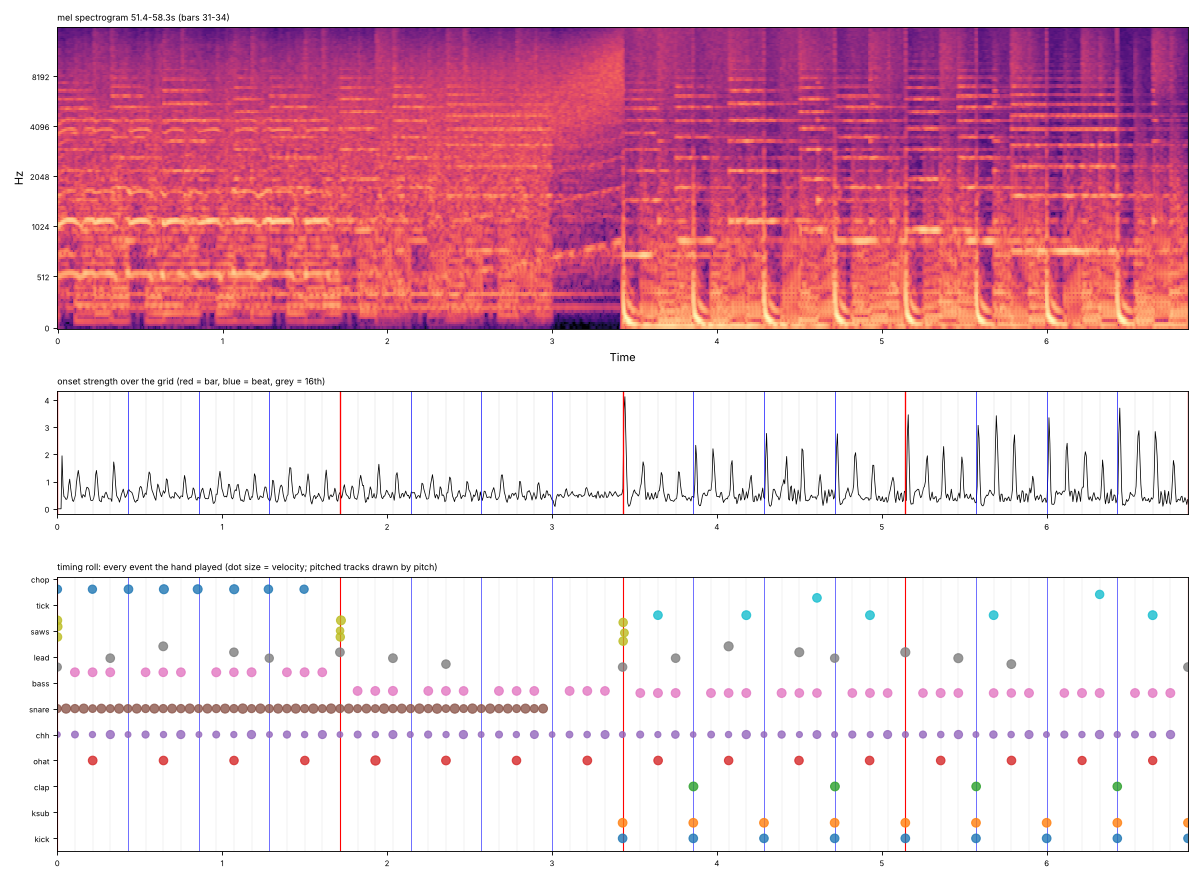 mel spectrogram 51.4-58.3s (bars 31-34)
8192
4096
2048
1024
512
0
Hz
0 1 2 3 4 5 6
Time
onset strength over the grid (red = bar, blue = beat, grey = 16th)
4
3
2
1
0
0 1 2 3 4 5 6
timing roll: every event the hand played (dot size = velocity; pitched tracks drawn by pitch)
chop
tick
saws
lead
bass
snare
chh
ohat
clap
ksub
kick
0 1 2 3 4 5 6